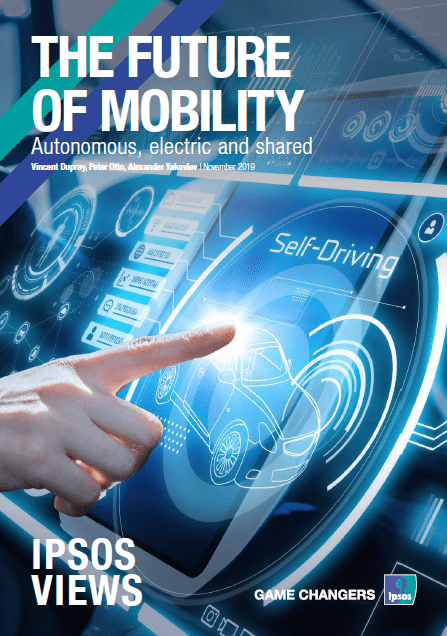 THE FUTURE
OF MOBILITY
Autonomous, electric and shared
Vincent Dupray, Peter Otto, Alexander Yakovlev | November 2019
Self-Driving
IPSOS
VIEWS
GAME CHANGERS
Ipsos